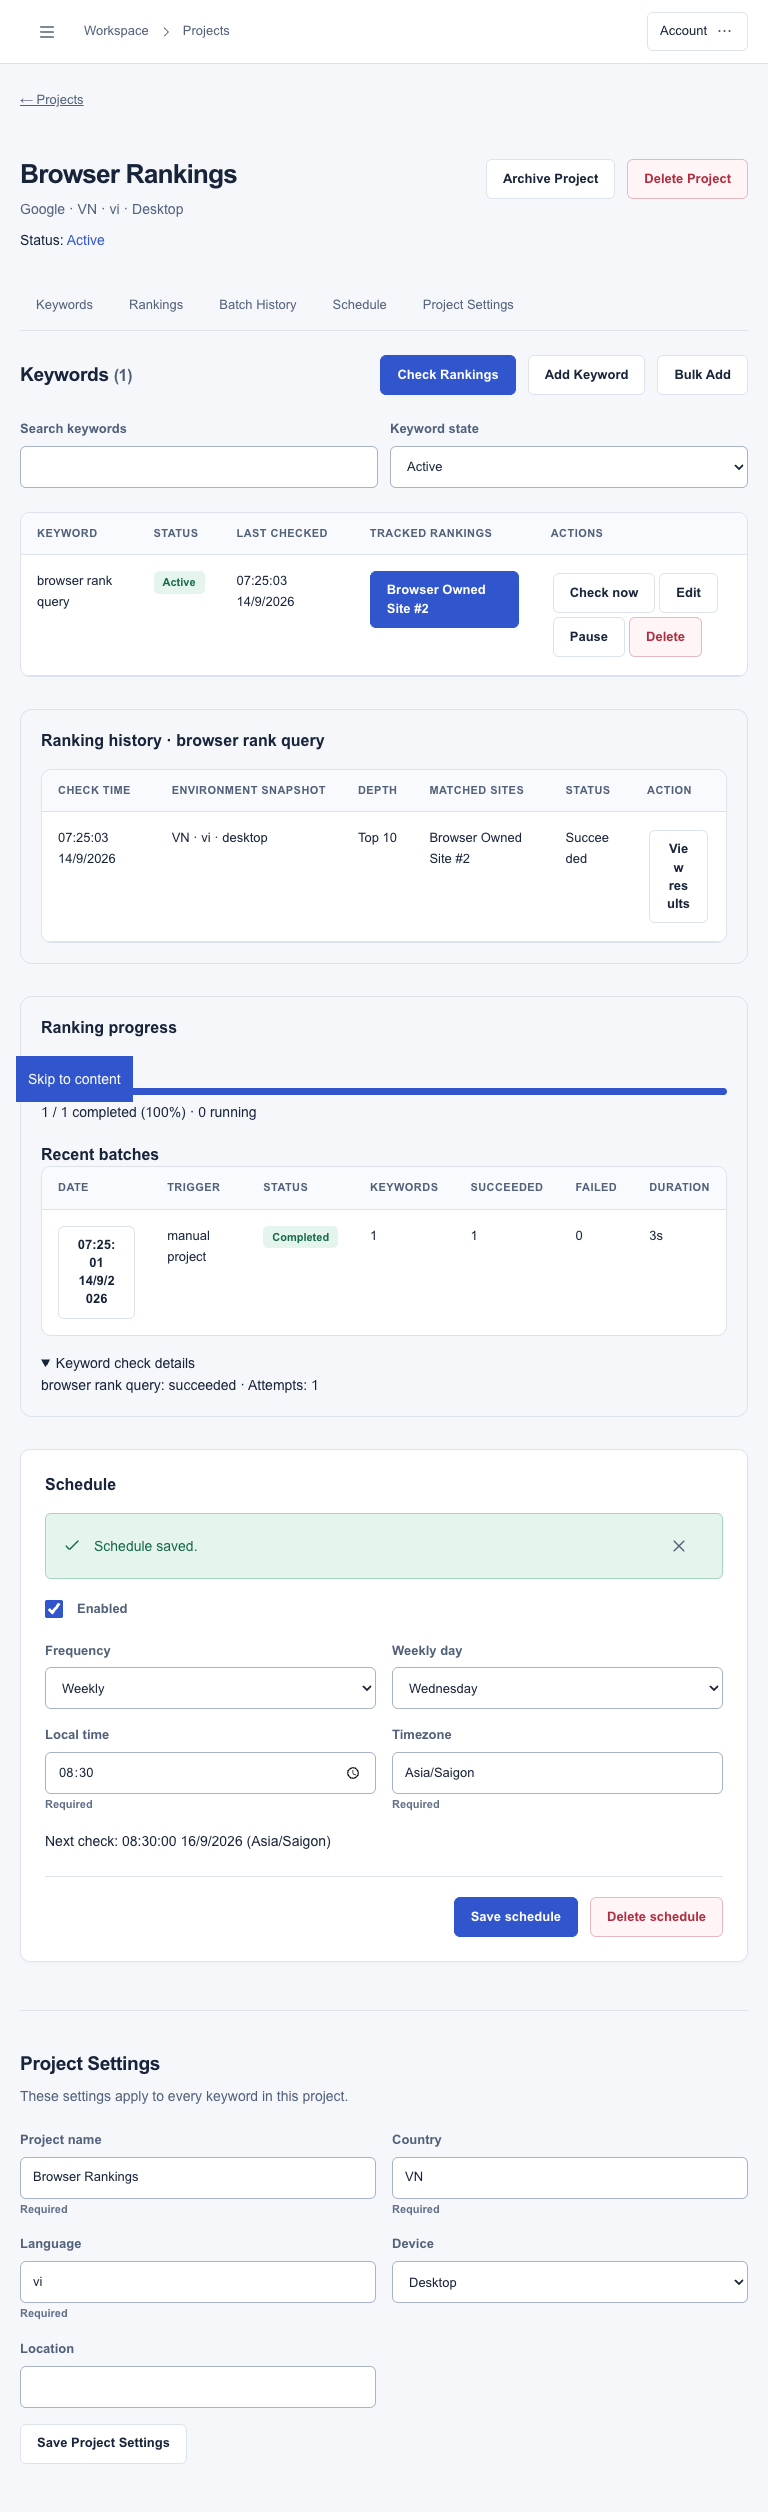 Workspace
Projects
Account ···
← Projects
Browser Rankings
Archive Project
Delete Project
Google · VN · vi · Desktop
Status: Active
Keywords
Rankings
Batch History
Schedule
Project Settings
Keywords (1)
Check Rankings
Add Keyword
Bulk Add
Search keywords
Keyword state
Active
KEYWORD
STATUS
LAST CHECKED
TRACKED RANKINGS
ACTIONS
browser rank
query
Active
07:25:03
14/9/2026
Browser Owned
Site #2
Check now
Edit
Pause
Delete
Ranking history · browser rank query
CHECK TIME
ENVIRONMENT SNAPSHOT
DEPTH
MATCHED SITES
STATUS
ACTION
07:25:03
14/9/2026
VN · vi · desktop
Top 10
Browser Owned
Site #2
Succee
ded
Vie
w
res
ults
Ranking progress
Skip to content
1 / 1 completed (100%) · 0 running
Recent batches
DATE
TRIGGER
STATUS
KEYWORDS
SUCCEEDED
FAILED
DURATION
07:25:
01
14/9/2
026
manual
project
Completed
1
1
0
3s
▼ Keyword check details
browser rank query: succeeded · Attempts: 1
Schedule
Schedule saved.
Enabled
Frequency
Weekly day
Weekly
Wednesday
Local time
Timezone
08:30
Asia/Saigon
Required
Required
Next check: 08:30:00 16/9/2026 (Asia/Saigon)
Save schedule
Delete schedule
Project Settings
These settings apply to every keyword in this project.
Project name
Country
Browser Rankings
VN
Required
Required
Language
Device
vi
Desktop
Required
Location
Save Project Settings